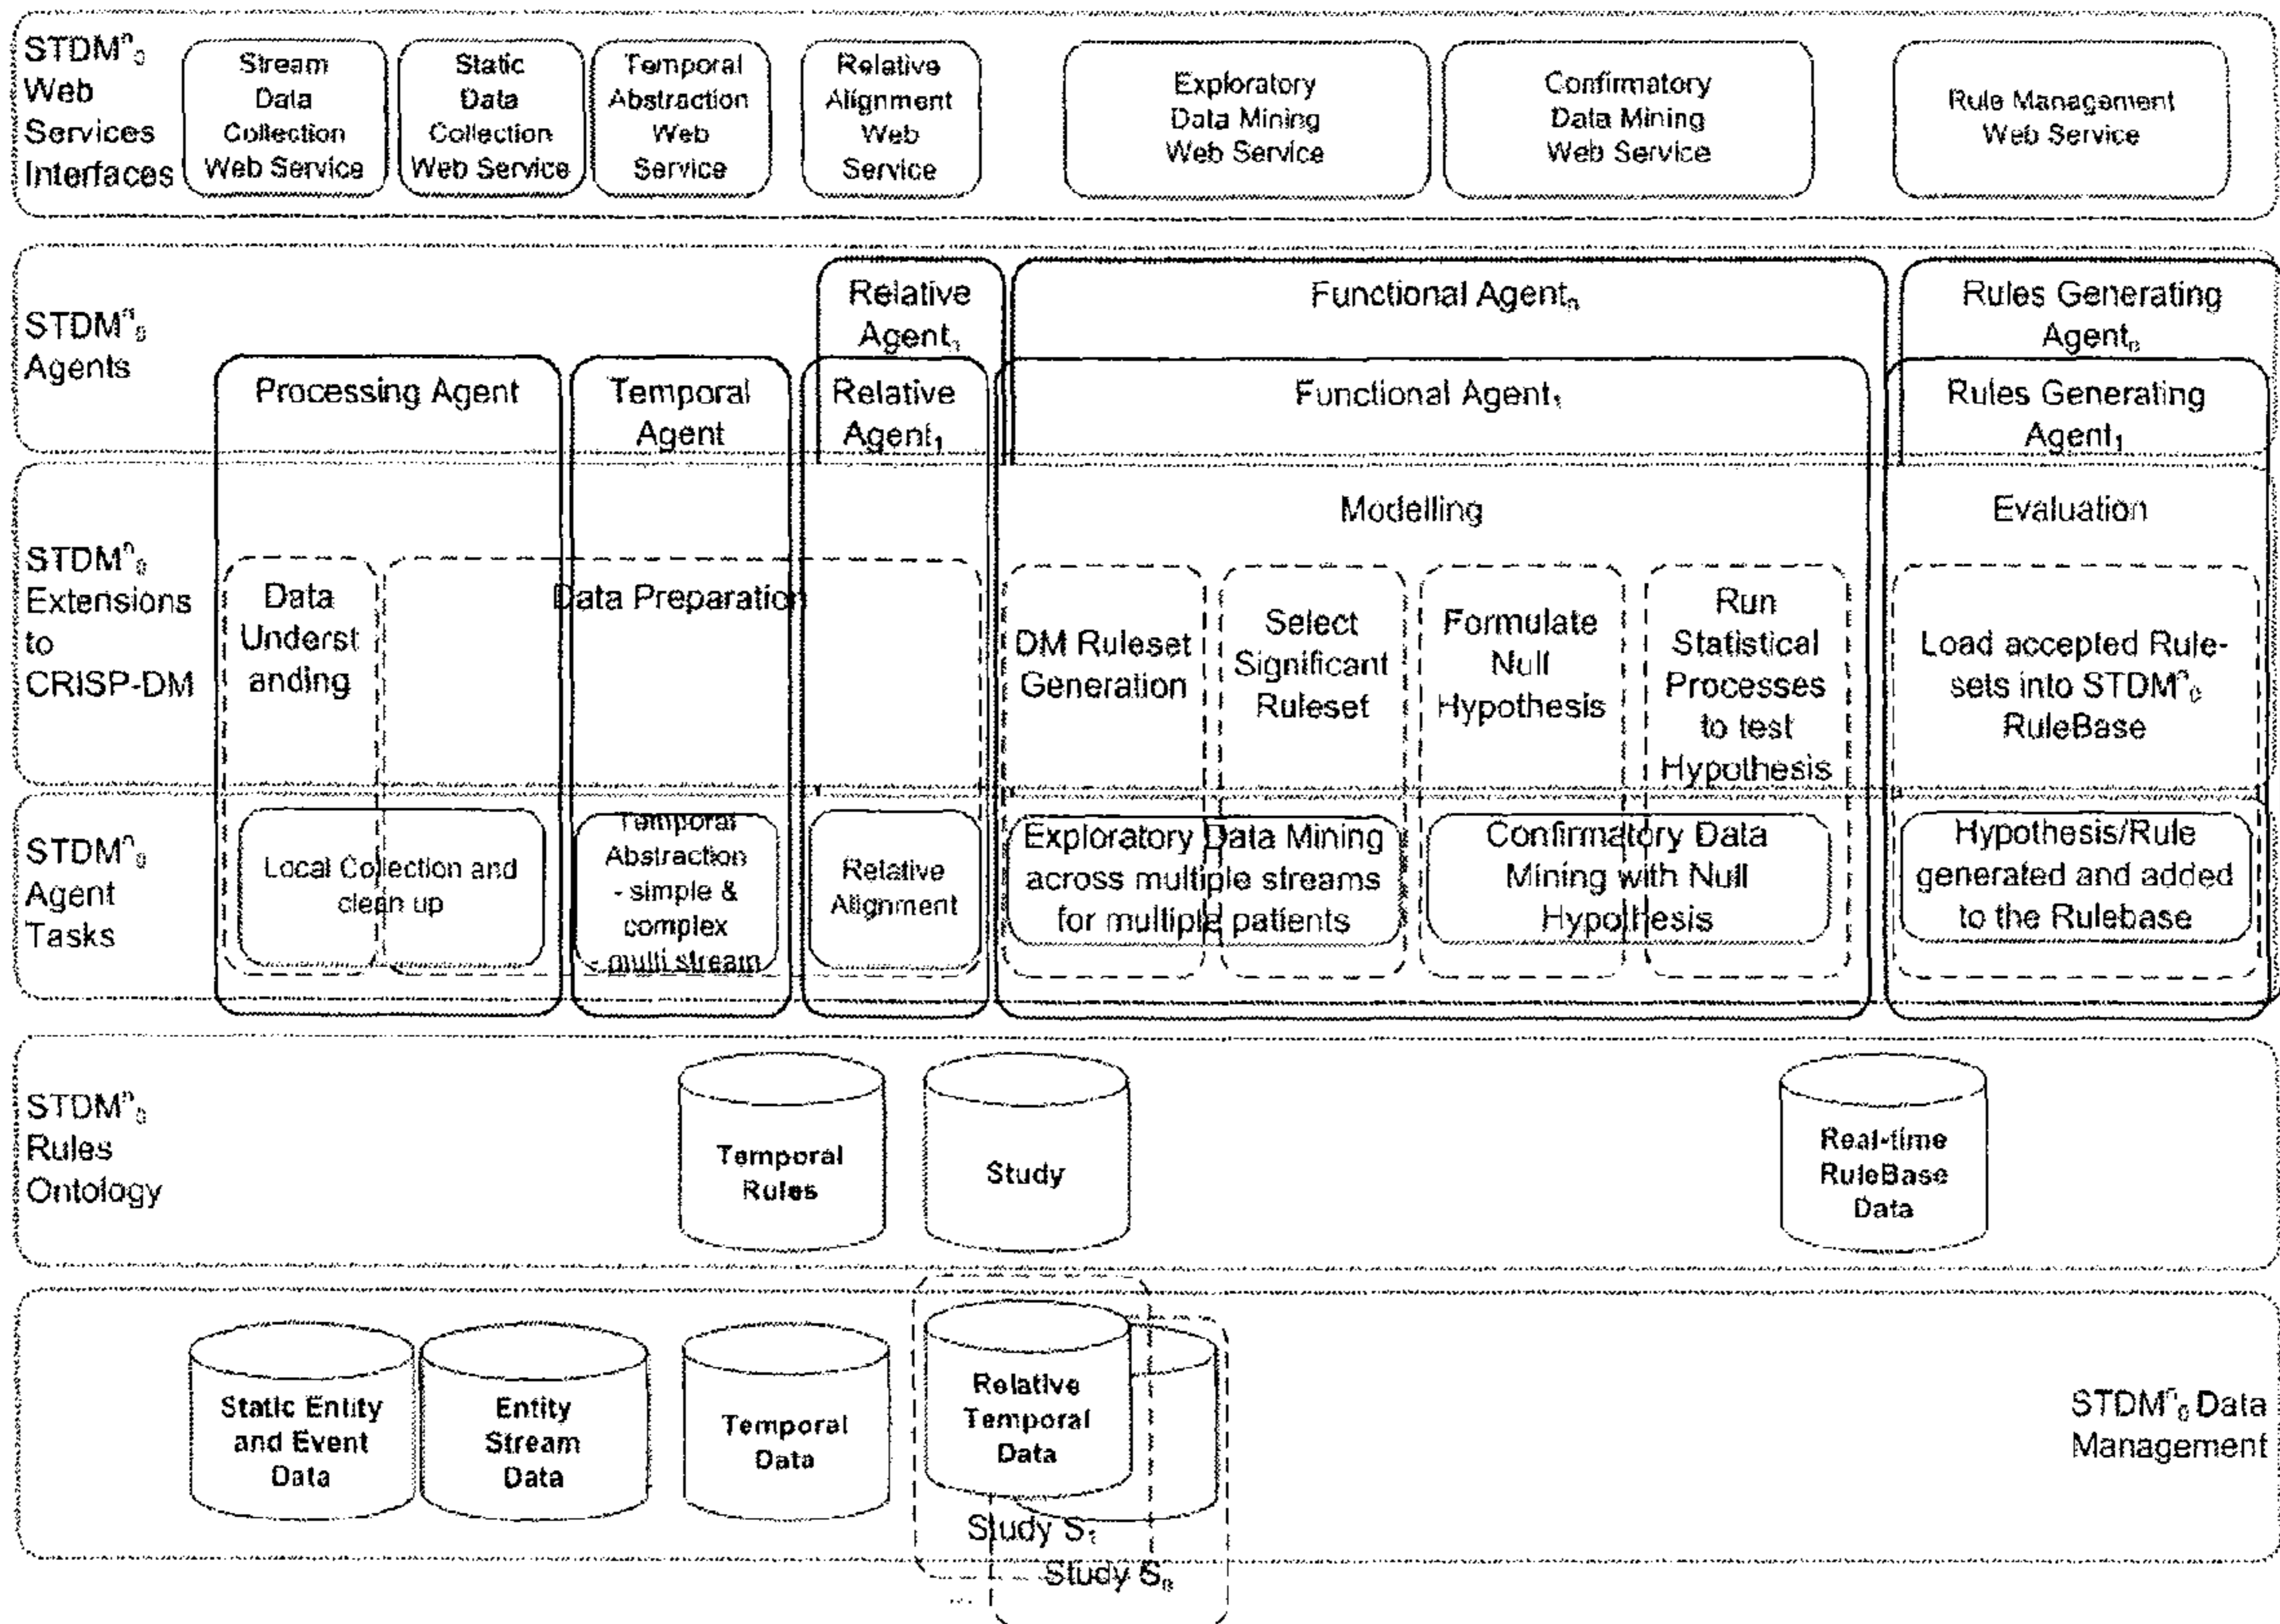 STDMⁿ₀
Web
Services
Interfaces
Stream
Data
Collection
Web Service
Static
Data
Collection
Web Service
Temporal
Abstraction
Web
Service
Relative
Alignment
Web
Service
Exploratory
Data Mining
Web Service
Confirmatory
Data Mining
Web Service
Rule Management
Web Service
STDMⁿ₀
Agents
Relative
Agentₙ
Functional Agentₙ
Rules Generating
Agentₙ
Processing Agent
Temporal
Agent
Relative
Agent₁
Functional Agent₁
Rules Generating
Agent₁
STDMⁿ₀
Extensions
to
CRISP-DM
Modelling
Evaluation
Data
Underst
anding
Data Preparation
DM Ruleset
Generation
Select
Significant
Ruleset
Formulate
Null
Hypothesis
Run
Statistical
Processes
to test
Hypothesis
Load accepted Rule-
sets into STDMⁿ₀
RuleBase
STDMⁿ₀
Agent
Tasks
Local Collection and
clean up
Temporal
Abstraction
- simple &
complex
- multi stream
Relative
Alignment
Exploratory Data Mining
across multiple streams
for multiple patients
Confirmatory Data
Mining with Null
Hypothesis
Hypothesis/Rule
generated and added
to the Rulebase
STDMⁿ₀
Rules
Ontology
Temporal
Rules
Study
Real-time
RuleBase
Data
Static Entity
and Event
Data
Entity
Stream
Data
Temporal
Data
Relative
Temporal
Data
Study S₁
Study Sₙ
...
STDMⁿ₀ Data
Management